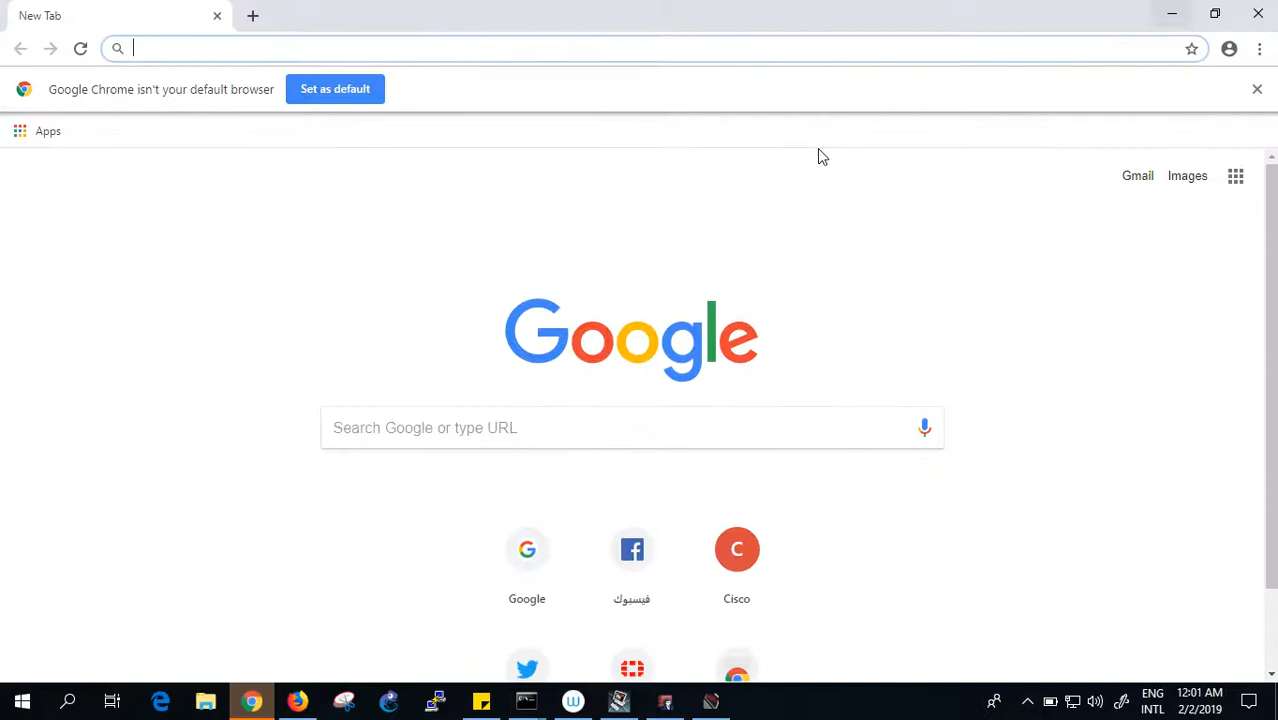 New Tab
Google Chrome isn't your default browser
Set as default
Apps
Gmail
Images
Google
Search Google or type URL
Google
فيسبوك
C
Cisco
ENG
INTL
12:01 AM
2/2/2019